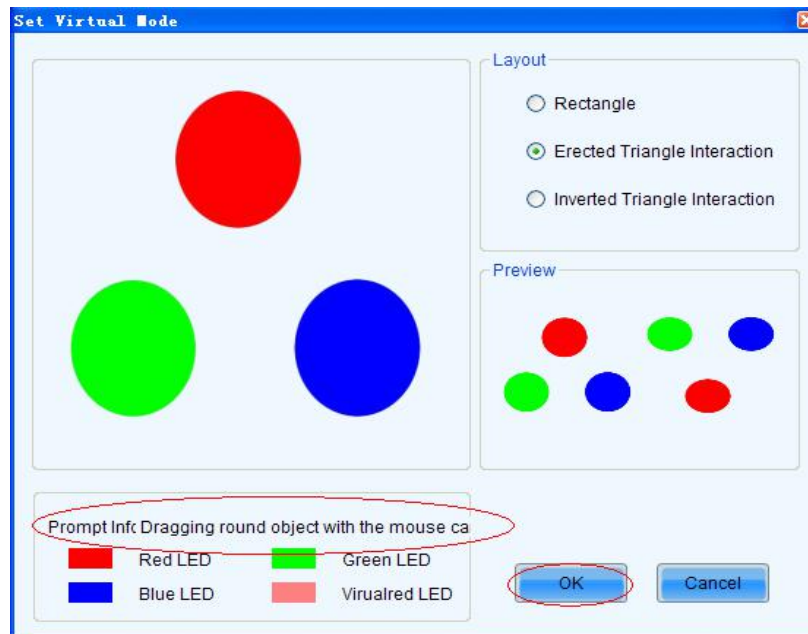 Set Virtual Mode
Layout
Rectangle
Erected Triangle Interaction
Inverted Triangle Interaction
Preview
Prompt Infc Dragging round object with the mouse ca
Red LED
Green LED
Blue LED
Virualred LED
OK
Cancel